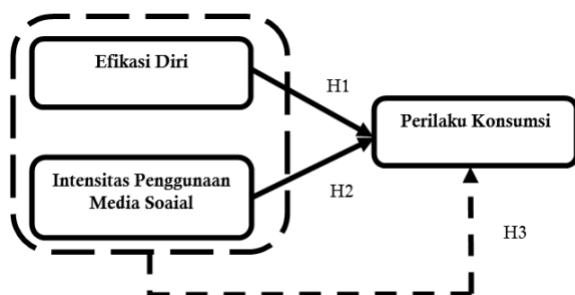 Efikasi Diri
H1
Perilaku Konsumsi
Intensitas Penggunaan
Media Soaial
H2
H3